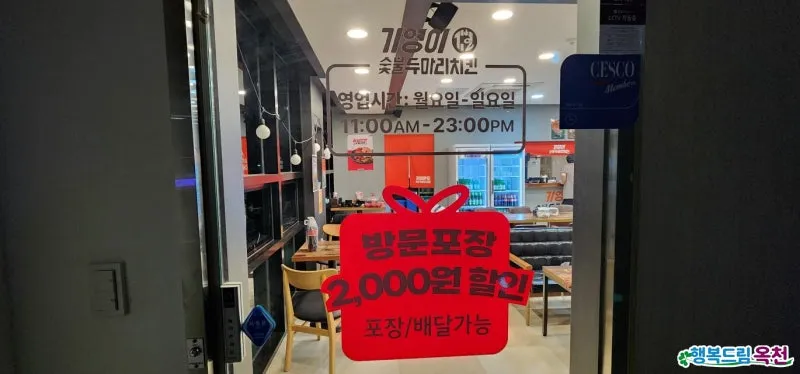 기영이
숯불두마리치킨
영업시간: 월요일-일요일
11:00AM-23:00PM
CESCO
Members
방문포장
2,000원 할인
포장/배달가능
행복드림옥천